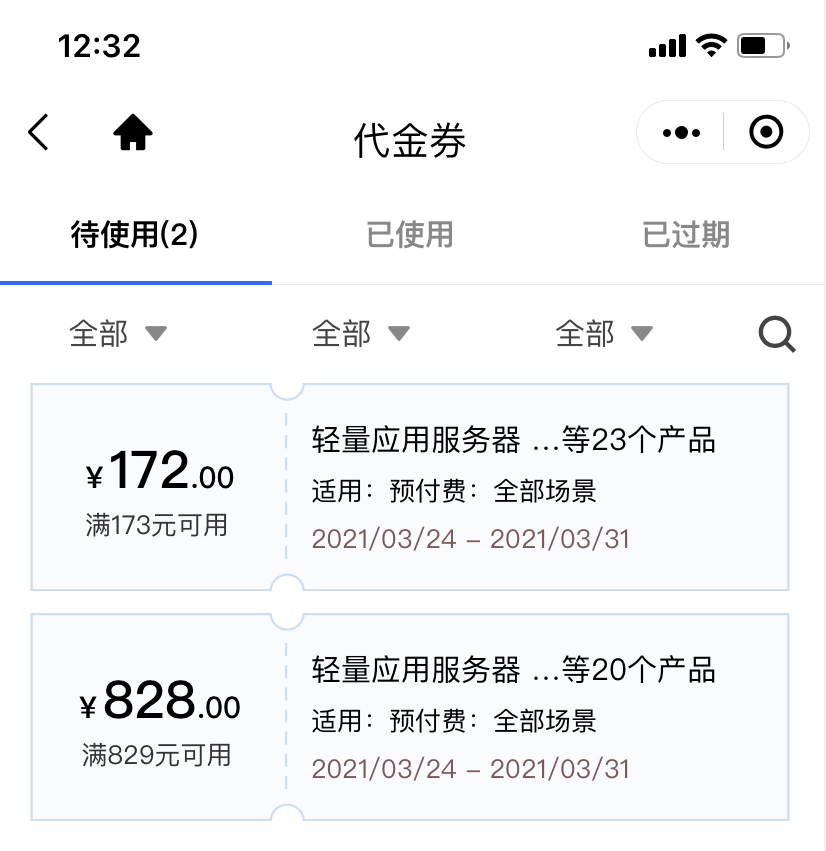 12:32
代金券
待使用(2) 已使用 已过期
全部 全部 全部
¥172.00
满173元可用
轻量应用服务器 ...等23个产品
适用：预付费：全部场景
2021/03/24 – 2021/03/31
¥828.00
满829元可用
轻量应用服务器 ...等20个产品
适用：预付费：全部场景
2021/03/24 – 2021/03/31